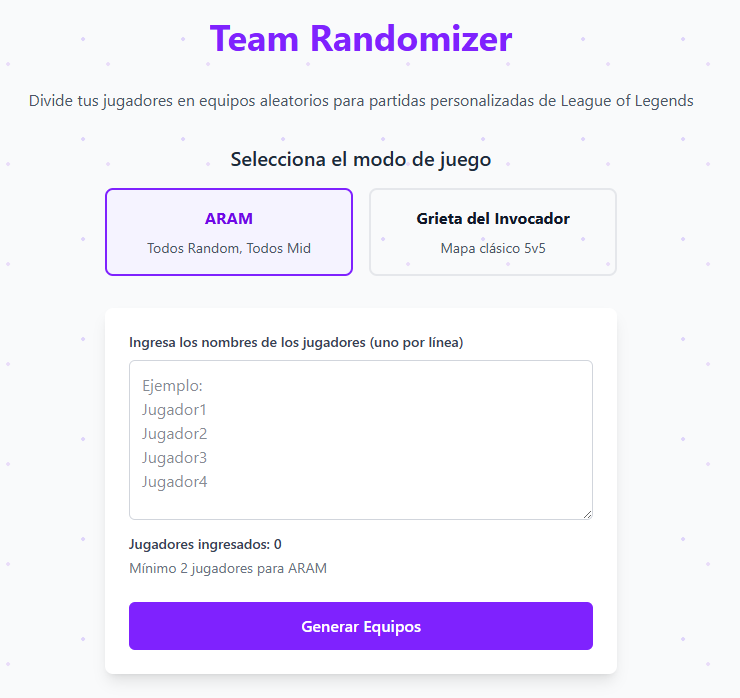 Team Randomizer
Divide tus jugadores en equipos aleatorios para partidas personalizadas de League of Legends
Selecciona el modo de juego
ARAM
Todos Random, Todos Mid
Grieta del Invocador
Mapa clásico 5v5
Ingresa los nombres de los jugadores (uno por línea)
Ejemplo:
Jugador1
Jugador2
Jugador3
Jugador4
Jugadores ingresados: 0
Mínimo 2 jugadores para ARAM
Generar Equipos